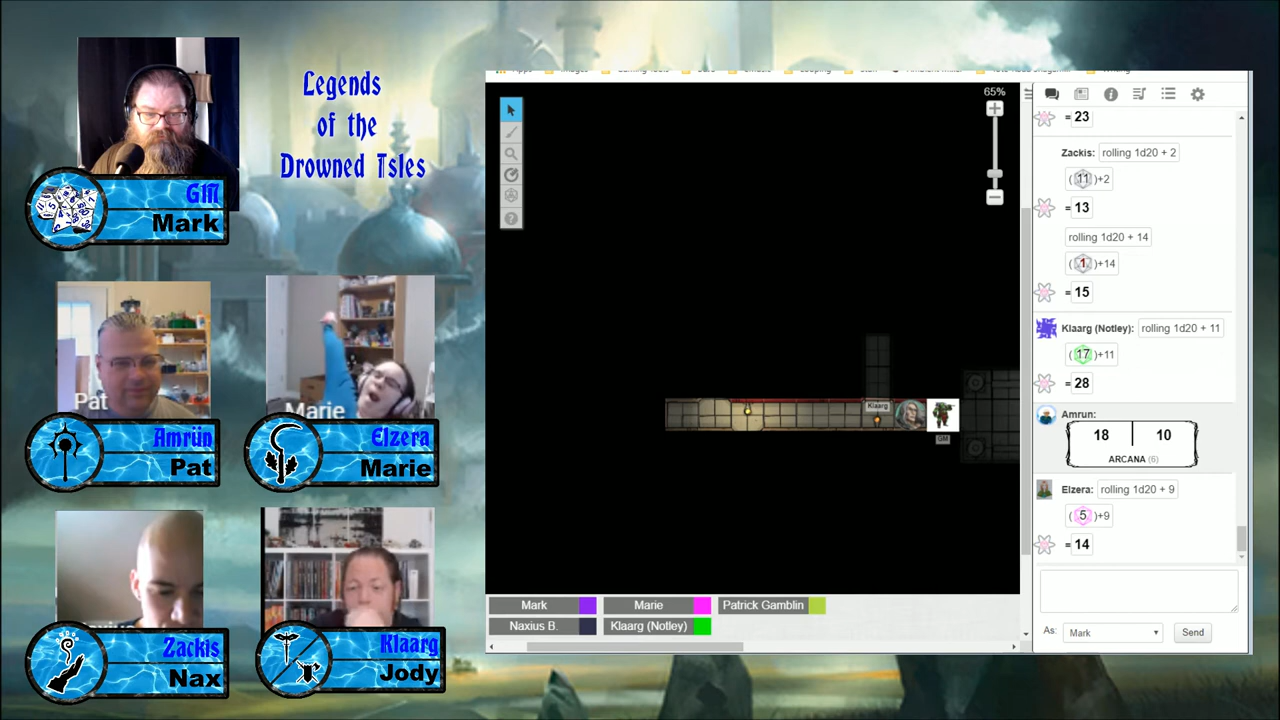 Legends
of the
Drowned Isles
GM
Mark
Pat
Amrün
Pat
Marie
Elzera
Marie
Zackis
Nax
Klaarg
Jody
65%
Klaarg
GM
Mark
Marie
Patrick Gamblin
Naxius B.
Klaarg (Notley)
= 23
Zackis: rolling 1d20 + 2
(11)+2
= 13
rolling 1d20 + 14
(1)+14
= 15
Klaarg (Notley): rolling 1d20 + 11
(17)+11
= 28
Amrun:
18 10
ARCANA (6)
Elzera: rolling 1d20 + 9
(5)+9
= 14
As: Mark Send